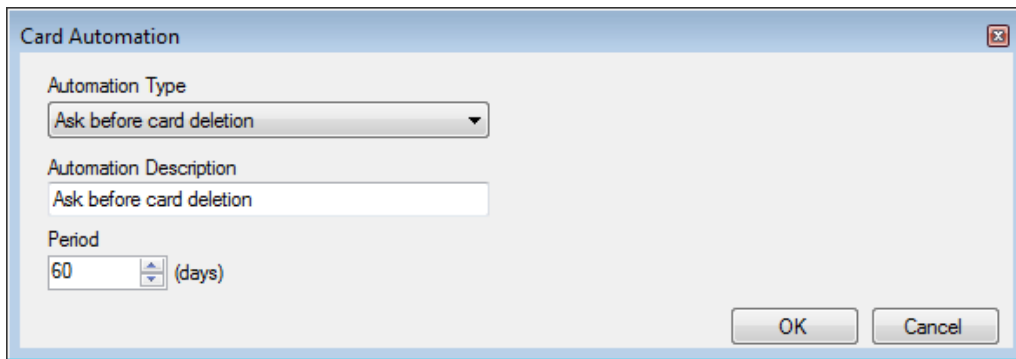 Card Automation
Automation Type
Ask before card deletion
Automation Description
Ask before card deletion
Period
60 (days)
OK Cancel